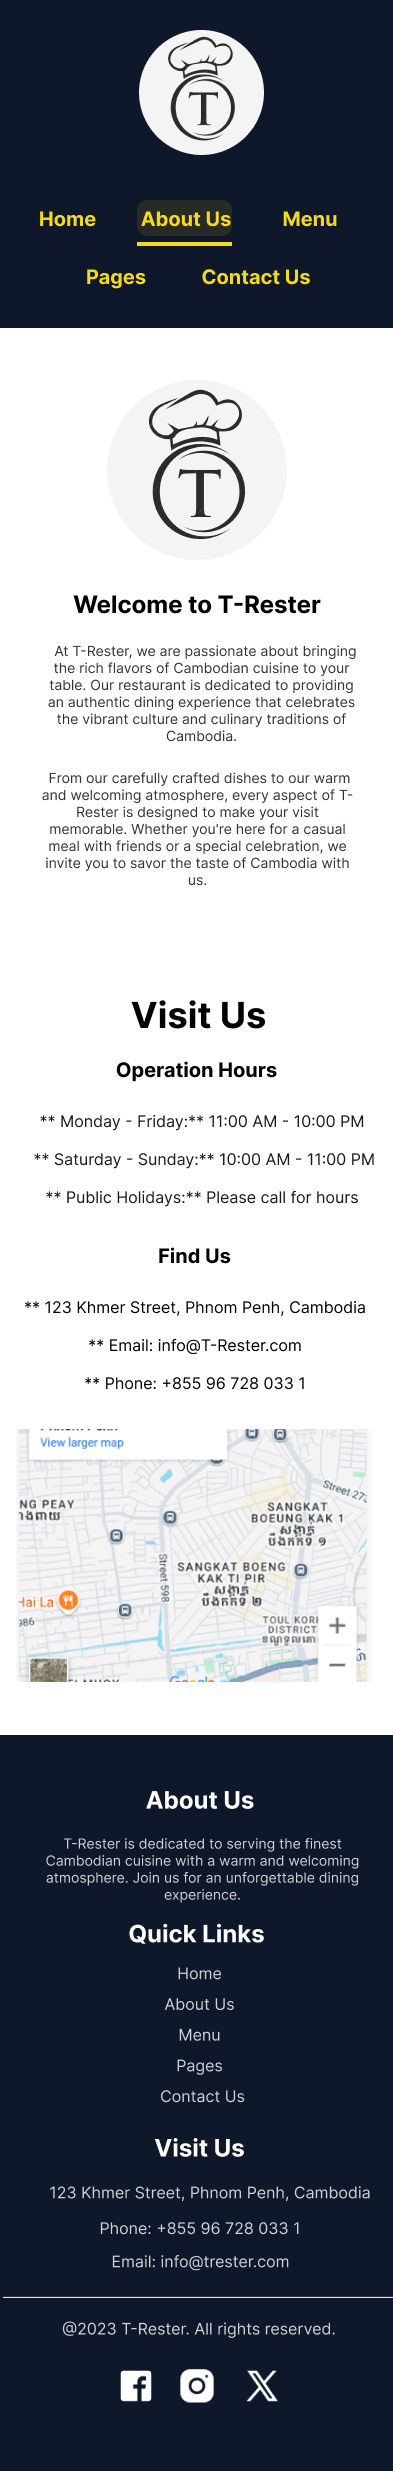 T
Home About Us Menu
Pages Contact Us
T
Welcome to T-Rester
At T-Rester, we are passionate about bringing
the rich flavors of Cambodian cuisine to your
table. Our restaurant is dedicated to providing
an authentic dining experience that celebrates
the vibrant culture and culinary traditions of
Cambodia.
From our carefully crafted dishes to our warm
and welcoming atmosphere, every aspect of T-
Rester is designed to make your visit
memorable. Whether you're here for a casual
meal with friends or a special celebration, we
invite you to savor the taste of Cambodia with
us.
Visit Us
Operation Hours
** Monday - Friday:** 11:00 AM - 10:00 PM
** Saturday - Sunday:** 10:00 AM - 11:00 PM
** Public Holidays:** Please call for hours
Find Us
** 123 Khmer Street, Phnom Penh, Cambodia
** Email: info@T-Rester.com
** Phone: +855 96 728 033 1
View larger map
Street 273
NG PEAY
SANGKAT
BOEUNG KAK 1
សង្កាត់
បឹងកក់ទី ១
Street 598
SANGKAT BOENG
KAK TI PIR
សង្កាត់
បឹងកក់ទី ២
Hai La
986
TOUL KOR
DISTRICT
ខណ្ឌទួលគោ
+
−
Google
About Us
T-Rester is dedicated to serving the finest
Cambodian cuisine with a warm and welcoming
atmosphere. Join us for an unforgettable dining
experience.
Quick Links
Home
About Us
Menu
Pages
Contact Us
Visit Us
123 Khmer Street, Phnom Penh, Cambodia
Phone: +855 96 728 033 1
Email: info@trester.com
@2023 T-Rester. All rights reserved.